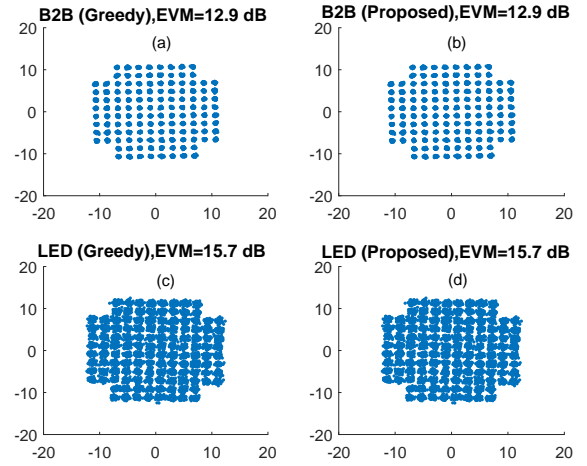 B2B (Greedy),EVM=12.9 dB
(a)
20
10
0
-10
-20
-20 -10 0 10 20
B2B (Proposed),EVM=12.9 dB
(b)
20
10
0
-10
-20
-20 -10 0 10 20
LED (Greedy),EVM=15.7 dB
(c)
20
10
0
-10
-20
-20 -10 0 10 20
LED (Proposed),EVM=15.7 dB
(d)
20
10
0
-10
-20
-20 -10 0 10 20